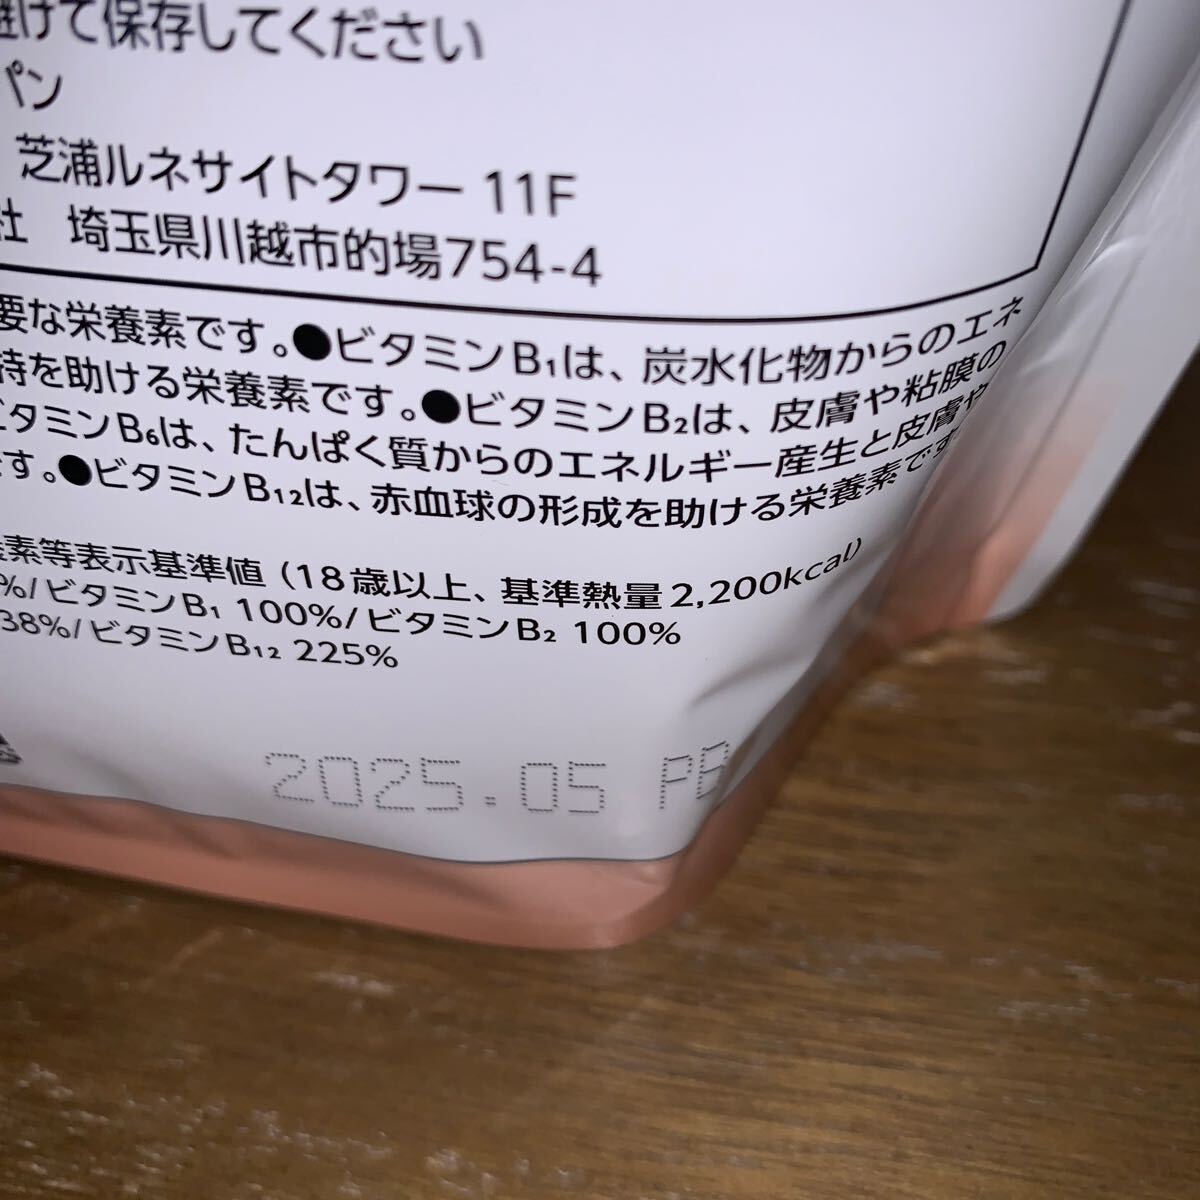 避けて保存してください
パン
芝浦ルネサイトタワー 11F
社 埼玉県川越市的場754-4
要な栄養素です。●ビタミンB₁は、炭水化物からのエネ
持を助ける栄養素です。●ビタミンB₂は、皮膚や粘膜の
ビタミンB₆は、たんぱく質からのエネルギー産生と皮膚や
です。●ビタミンB₁₂は、赤血球の形成を助ける栄養素です
素等表示基準値（18歳以上、基準熱量2,200kcal）
%/ビタミンB₁ 100%/ビタミンB₂ 100%
38%/ビタミンB₁₂ 225%
2025.05 PB